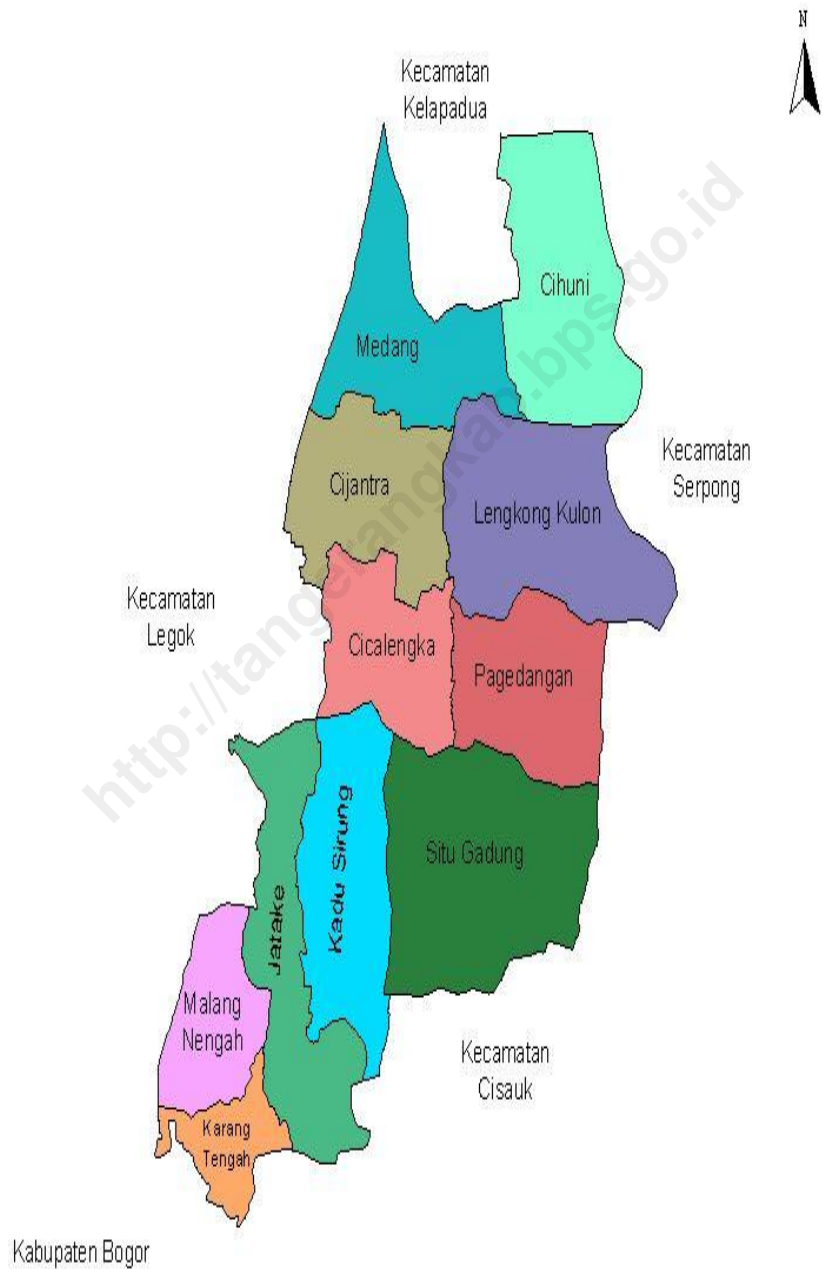 N
Kecamatan
Kelapadua
Cihuni
Medang
Kecamatan
Serpong
Cijantra
Lengkong Kulon
Kecamatan
Legok
Cicalengka
Pagedangan
Kadu Sirung
Situ Gadung
Jatake
Malang
Nengah
Kecamatan
Cisauk
Karang
Tengah
Kabupaten Bogor
http://tangerangkab.bps.go.id